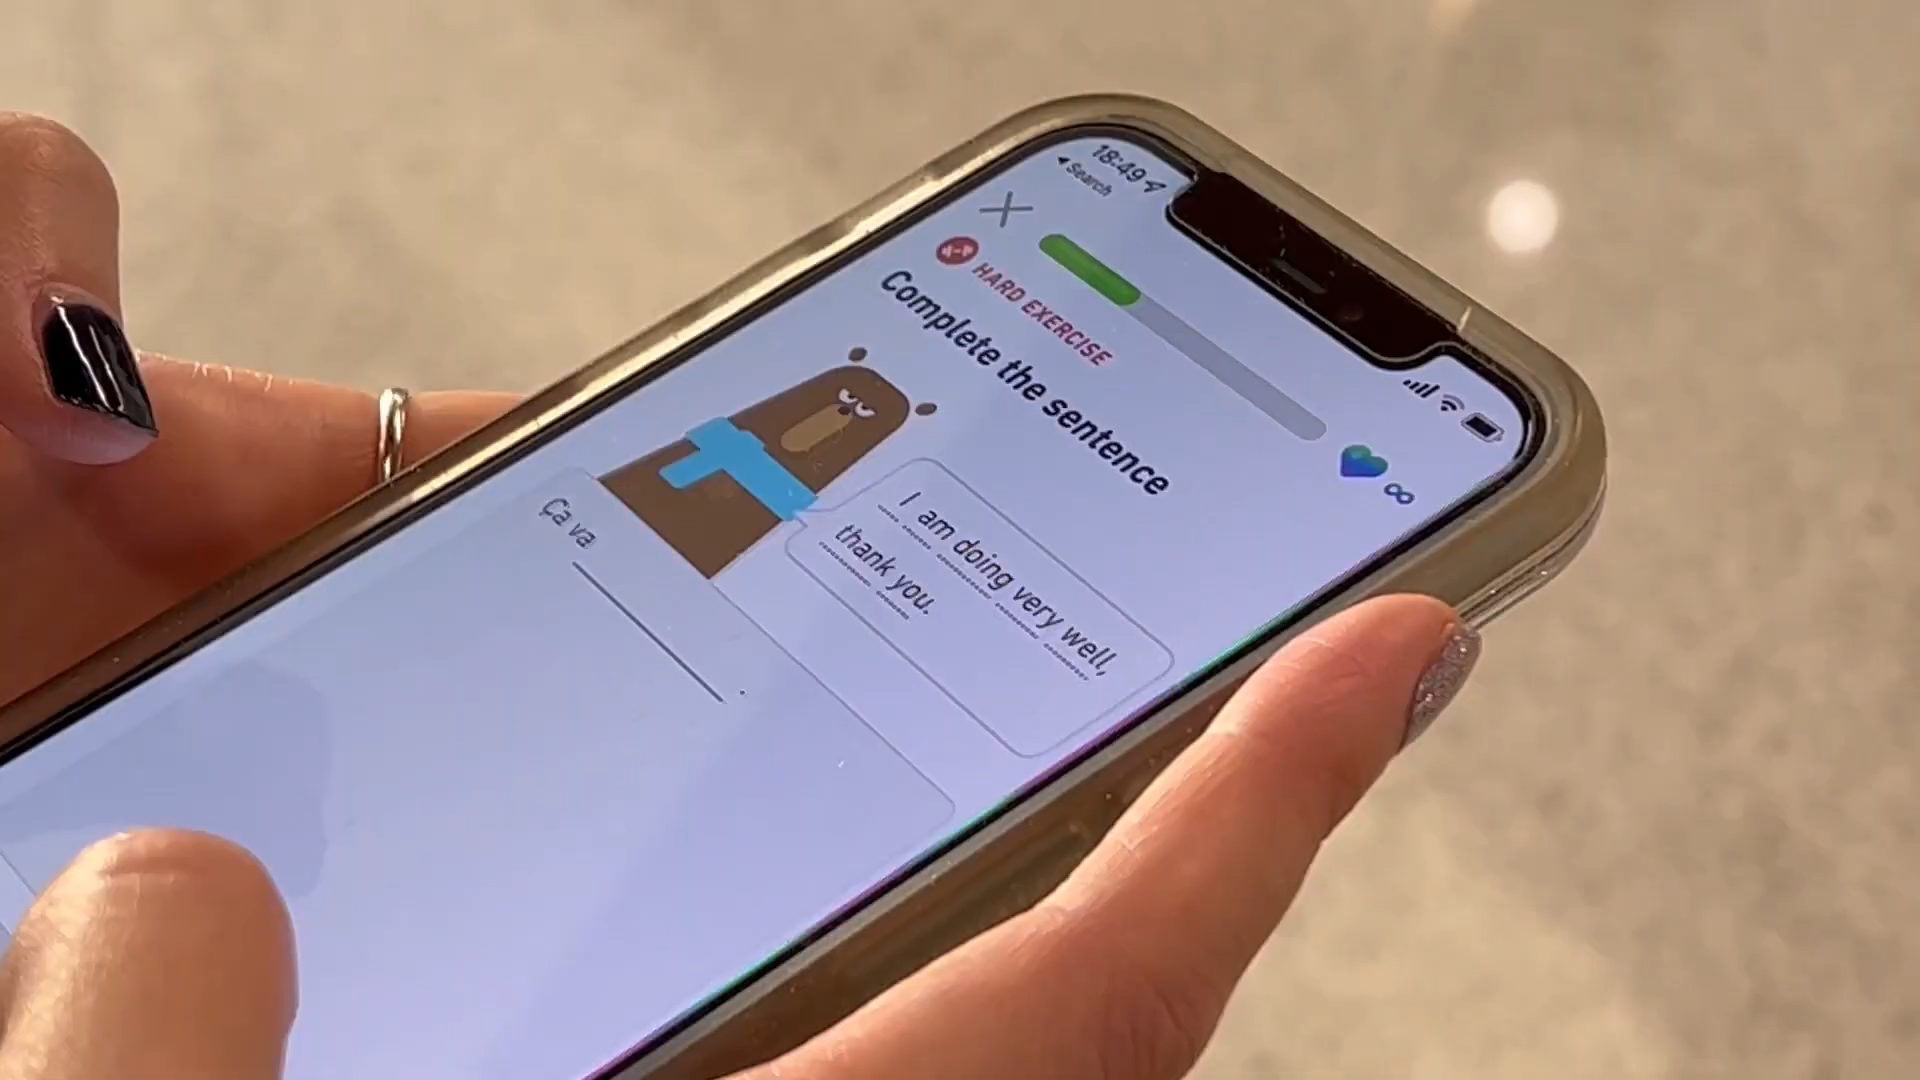 18:49
◂ Search
HARD EXERCISE
Complete the sentence
I am doing very well,
thank you.
Ça va
.